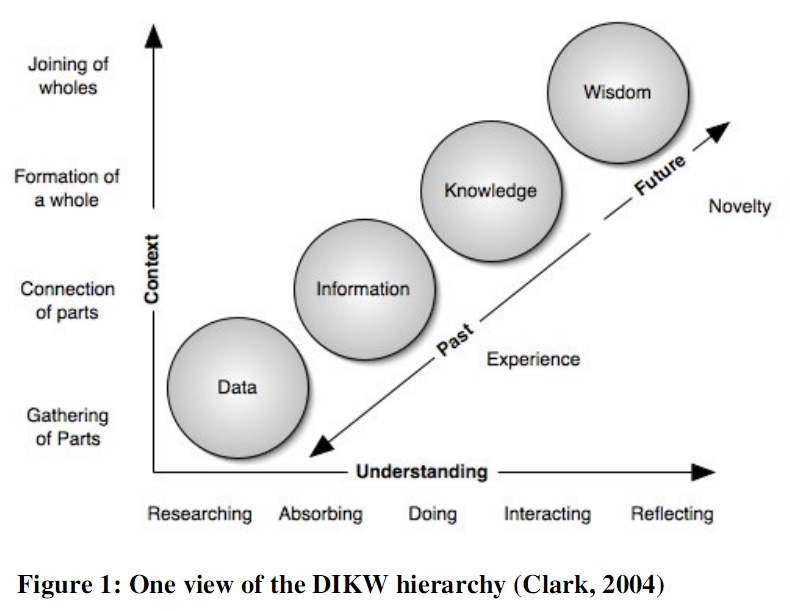 Joining of
wholes
Wisdom
Formation of
a whole
Knowledge
Future
Novelty
Context
Connection
of parts
Information
Past
Experience
Data
Gathering
of Parts
Understanding
Researching Absorbing Doing Interacting Reflecting
Figure 1: One view of the DIKW hierarchy (Clark, 2004)